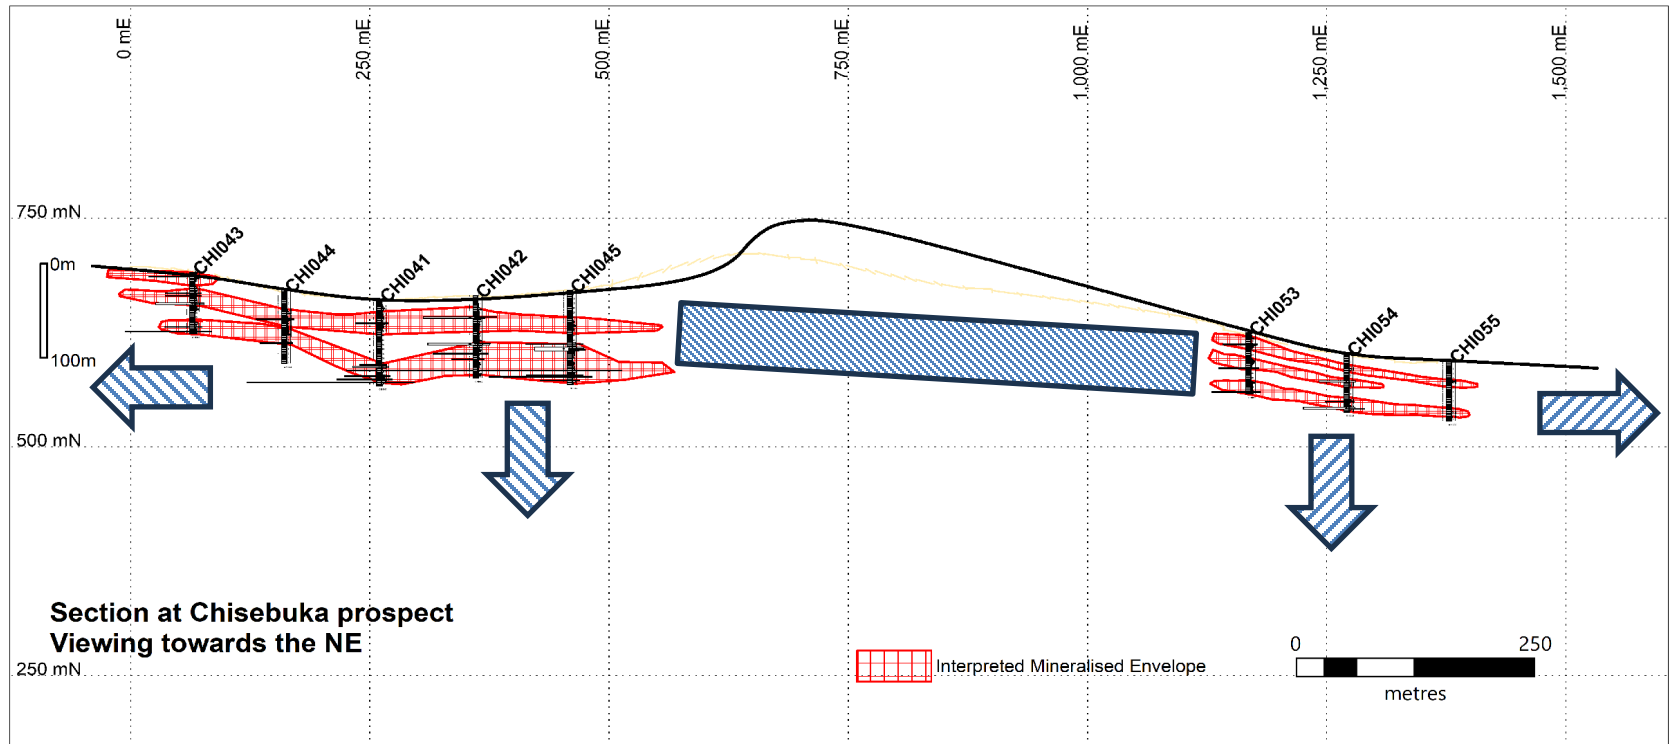 0 mE
250 mE
500 mE
750 mE
1,000 mE
1,250 mE
1,500 mE
750 mN
0m
100m
CHI043
CHI044
CHI041
CHI042
CHI045
CHI053
CHI054
CHI055
500 mN
Section at Chisebuka prospect
Viewing towards the NE
250 mN
Interpreted Mineralised Envelope
0 250
metres